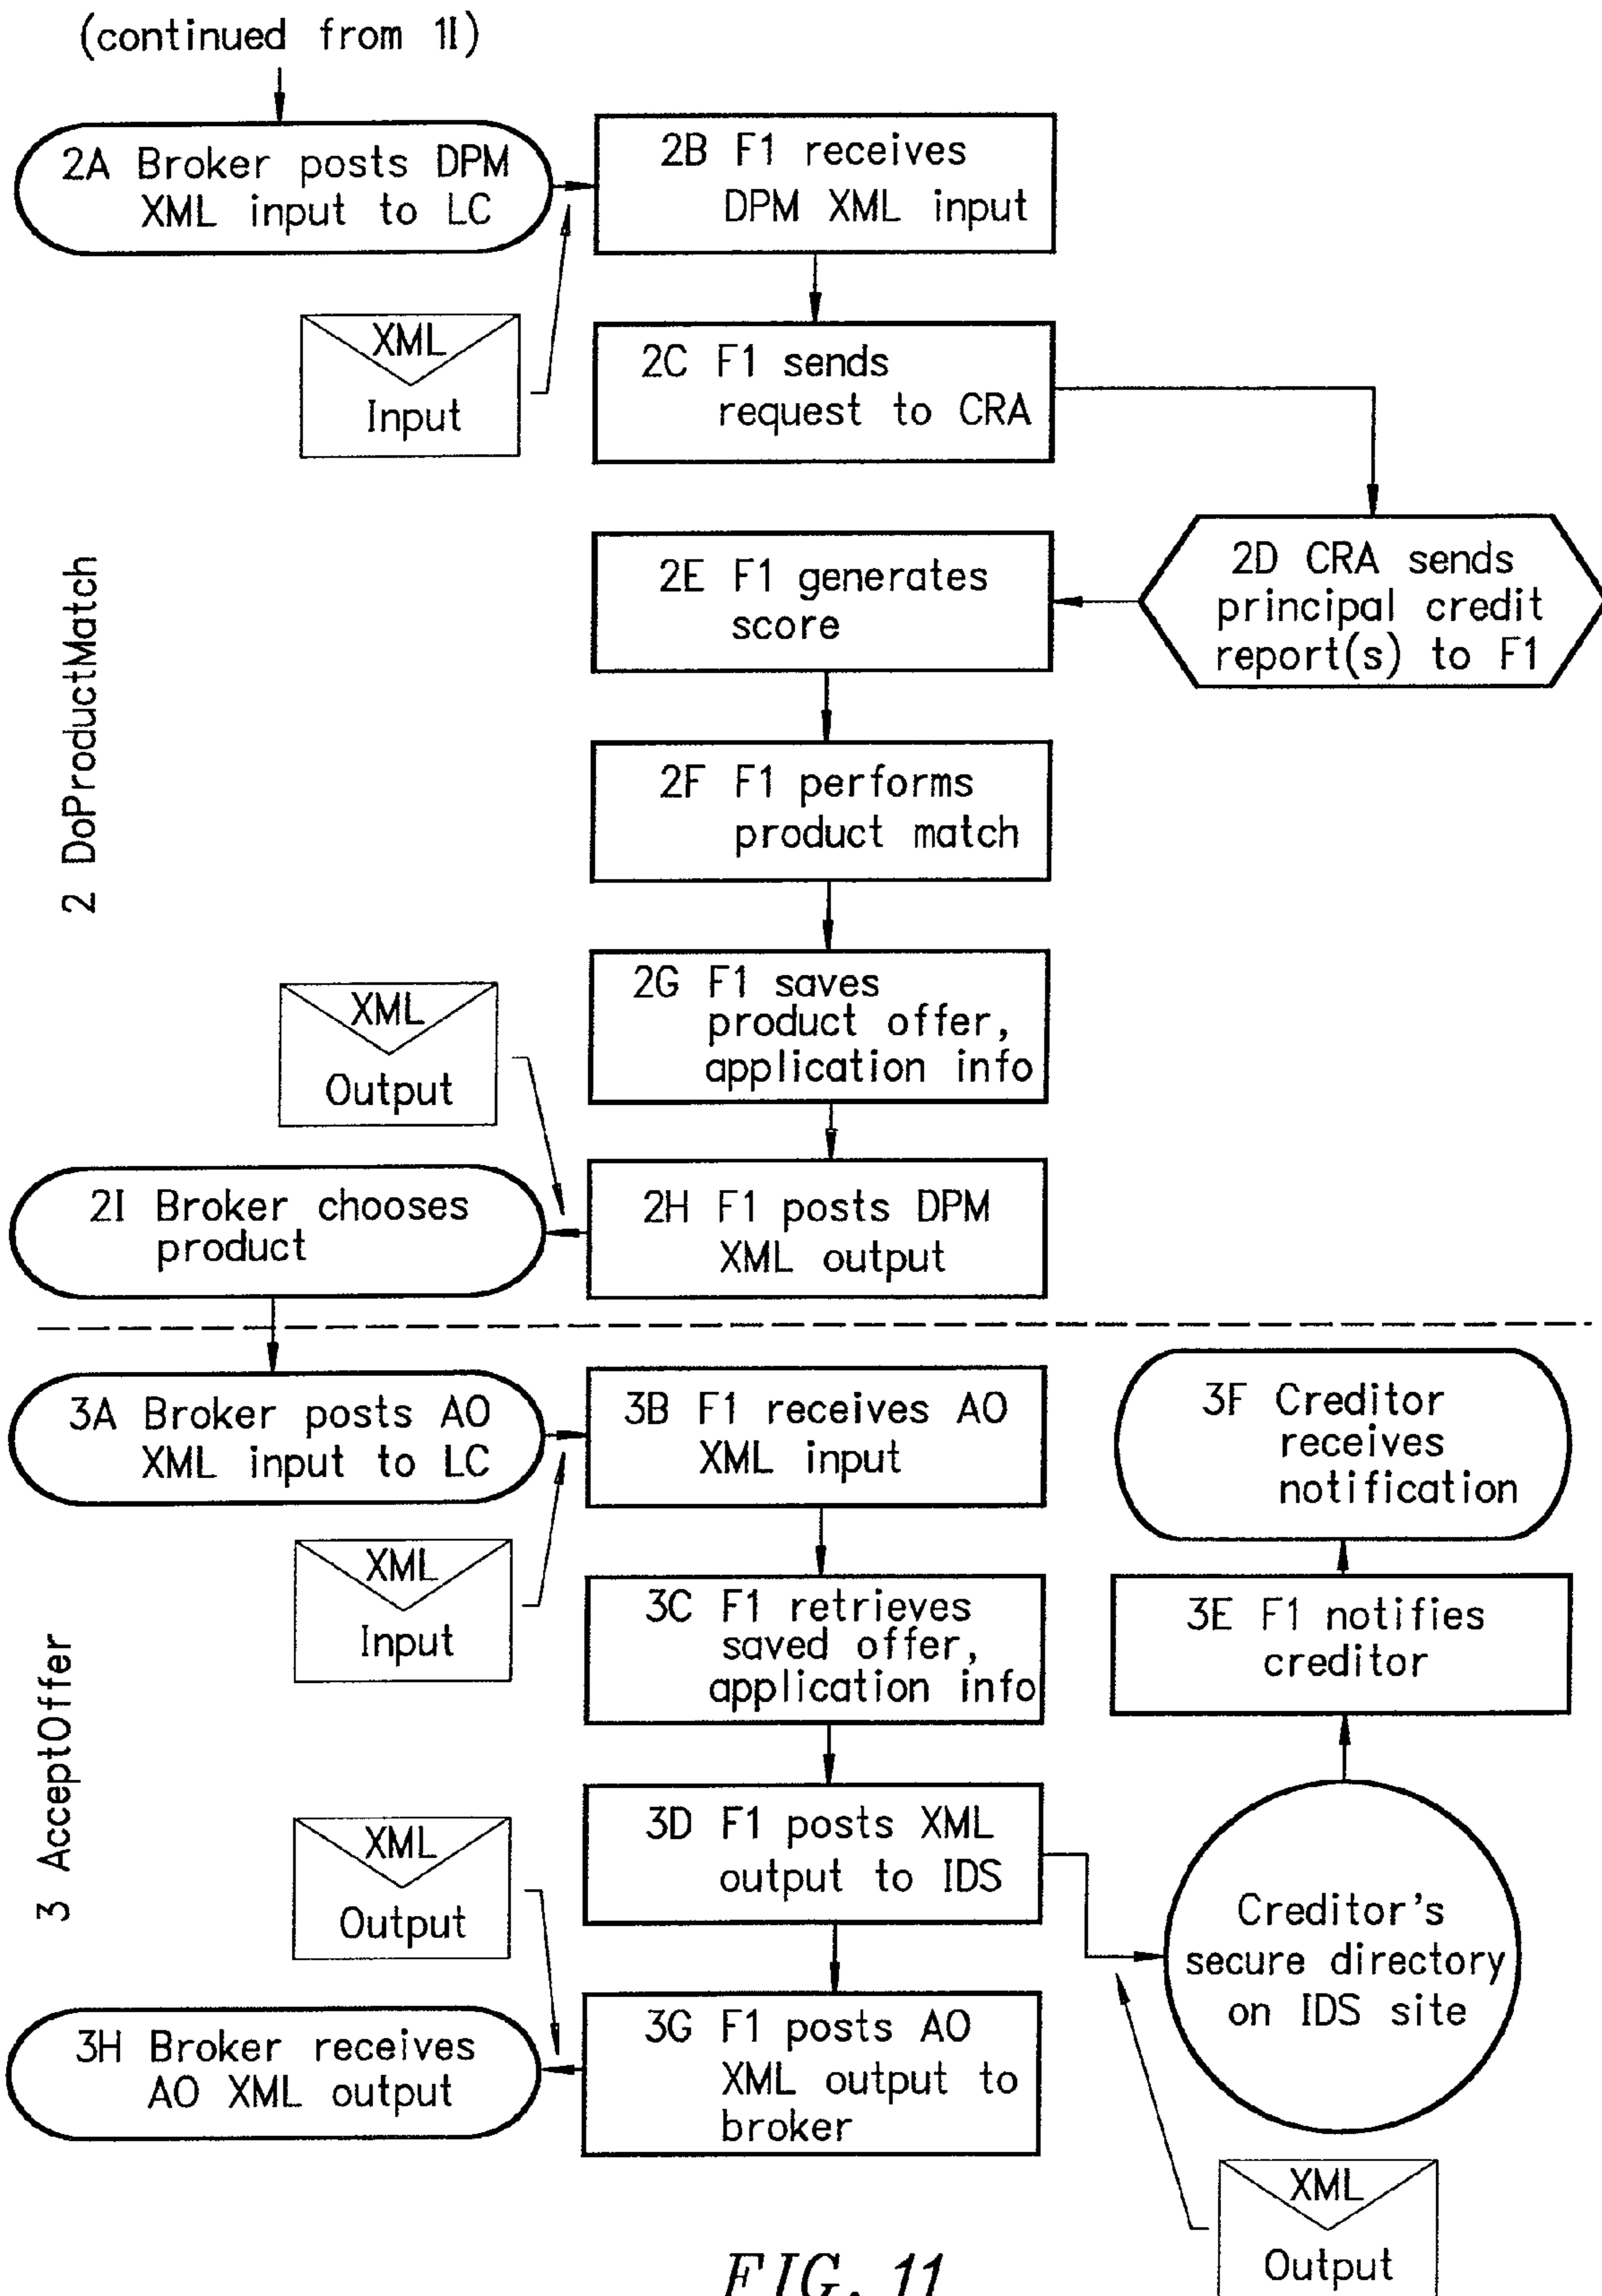 (continued from 1I)
2A Broker posts DPM
XML input to LC
2B F1 receives
DPM XML input
XML
Input
2C F1 sends
request to CRA
2D CRA sends
principal credit
report(s) to F1
2E F1 generates
score
2 DoProductMatch
2F F1 performs
product match
2G F1 saves
product offer,
application info
XML
Output
2H F1 posts DPM
XML output
2I Broker chooses
product
3A Broker posts AO
XML input to LC
3B F1 receives AO
XML input
XML
Input
3C F1 retrieves
saved offer,
application info
3 AcceptOffer
3D F1 posts XML
output to IDS
Creditor's
secure directory
on IDS site
XML
Output
3E F1 notifies
creditor
3F Creditor
receives
notification
3G F1 posts AO
XML output to
broker
XML
Output
3H Broker receives
AO XML output
FIG. 11